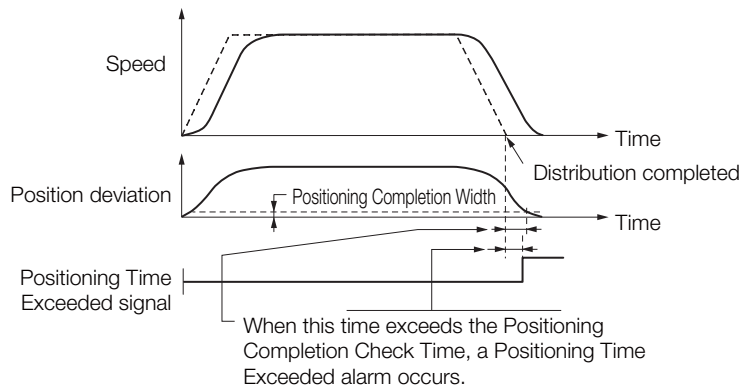 Speed
Time
Distribution completed
Position deviation
Positioning Completion Width
Time
Positioning Time
Exceeded signal
When this time exceeds the Positioning
Completion Check Time, a Positioning Time
Exceeded alarm occurs.